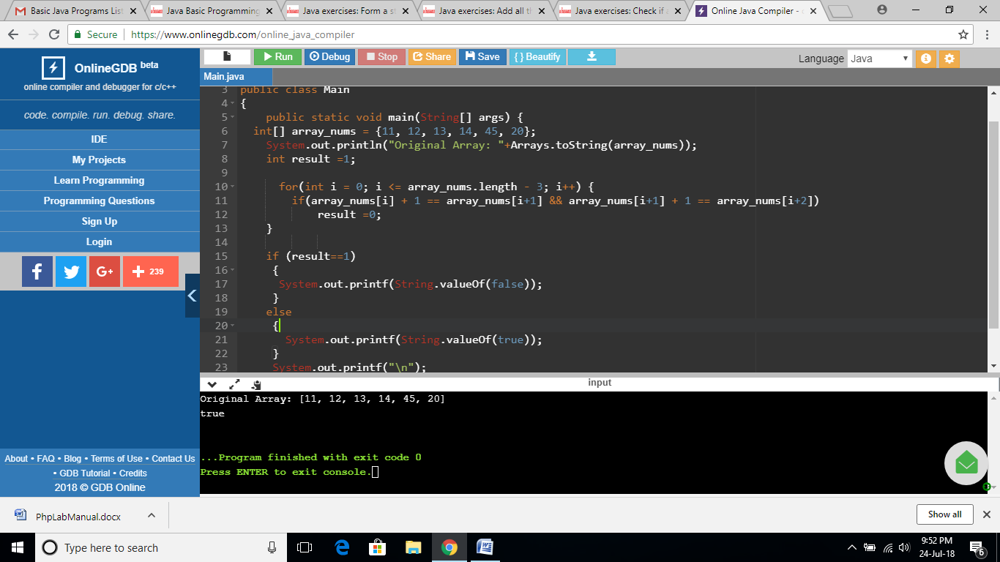 Basic Java Programs List
Java Basic Programming
Java exercises: Form a st
Java exercises: Add all th
Java exercises: Check if a
Online Java Compiler -
Secure | https://www.onlinegdb.com/online_java_compiler
OnlineGDB beta
online compiler and debugger for c/c++
code. compile. run. debug. share.
IDE
My Projects
Learn Programming
Programming Questions
Sign Up
Login
f G+ + 239
About • FAQ • Blog • Terms of Use • Contact Us
• GDB Tutorial • Credits
2018 © GDB Online
Run Debug Stop Share Save { } Beautify
Language Java
Main.java
3 public class Main
4 {
5 public static void main(String[] args) {
6 int[] array_nums = {11, 12, 13, 14, 45, 20};
7 System.out.println("Original Array: "+Arrays.toString(array_nums));
8 int result =1;
9
10 for(int i = 0; i <= array_nums.length - 3; i++) {
11 if(array_nums[i] + 1 == array_nums[i+1] && array_nums[i+1] + 1 == array_nums[i+2])
12 result =0;
13 }
14
15 if (result==1)
16 {
17 System.out.printf(String.valueOf(false));
18 }
19 else
20 {
21 System.out.printf(String.valueOf(true));
22 }
23 System.out.printf("\n");
input
Original Array: [11, 12, 13, 14, 45, 20]
true
...Program finished with exit code 0
Press ENTER to exit console.
PhpLabManual.docx
Show all
Type here to search
9:52 PM
24-Jul-18
6